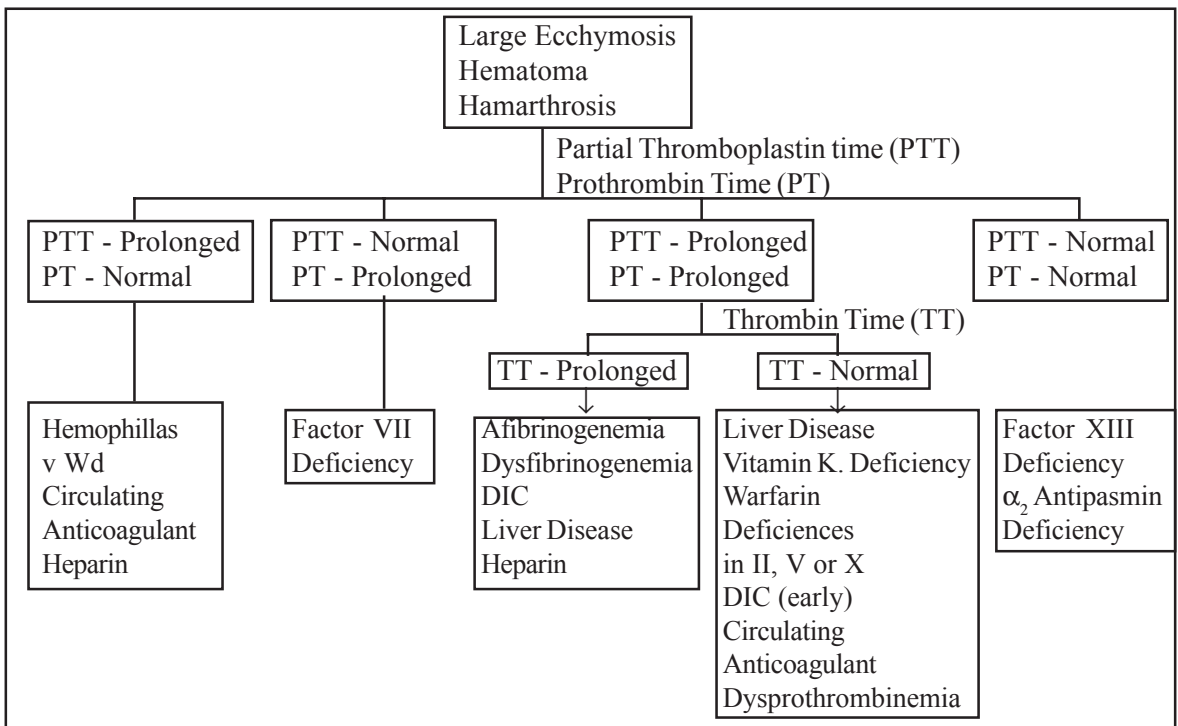 Large Ecchymosis
Hematoma
Hamarthrosis
Partial Thromboplastin time (PTT)
Prothrombin Time (PT)
PTT - Prolonged
PT - Normal
PTT - Normal
PT - Prolonged
PTT - Prolonged
PT - Prolonged
PTT - Normal
PT - Normal
Thrombin Time (TT)
TT - Prolonged
TT - Normal
Hemophillas
v Wd
Circulating
Anticoagulant
Heparin
Factor VII
Deficiency
Afibrinogenemia
Dysfibrinogenemia
DIC
Liver Disease
Heparin
Liver Disease
Vitamin K. Deficiency
Warfarin
Deficiences
in II, V or X
DIC (early)
Circulating
Anticoagulant
Dysprothrombinemia
Factor XIII
Deficiency
α₂ Antipasmin
Deficiency